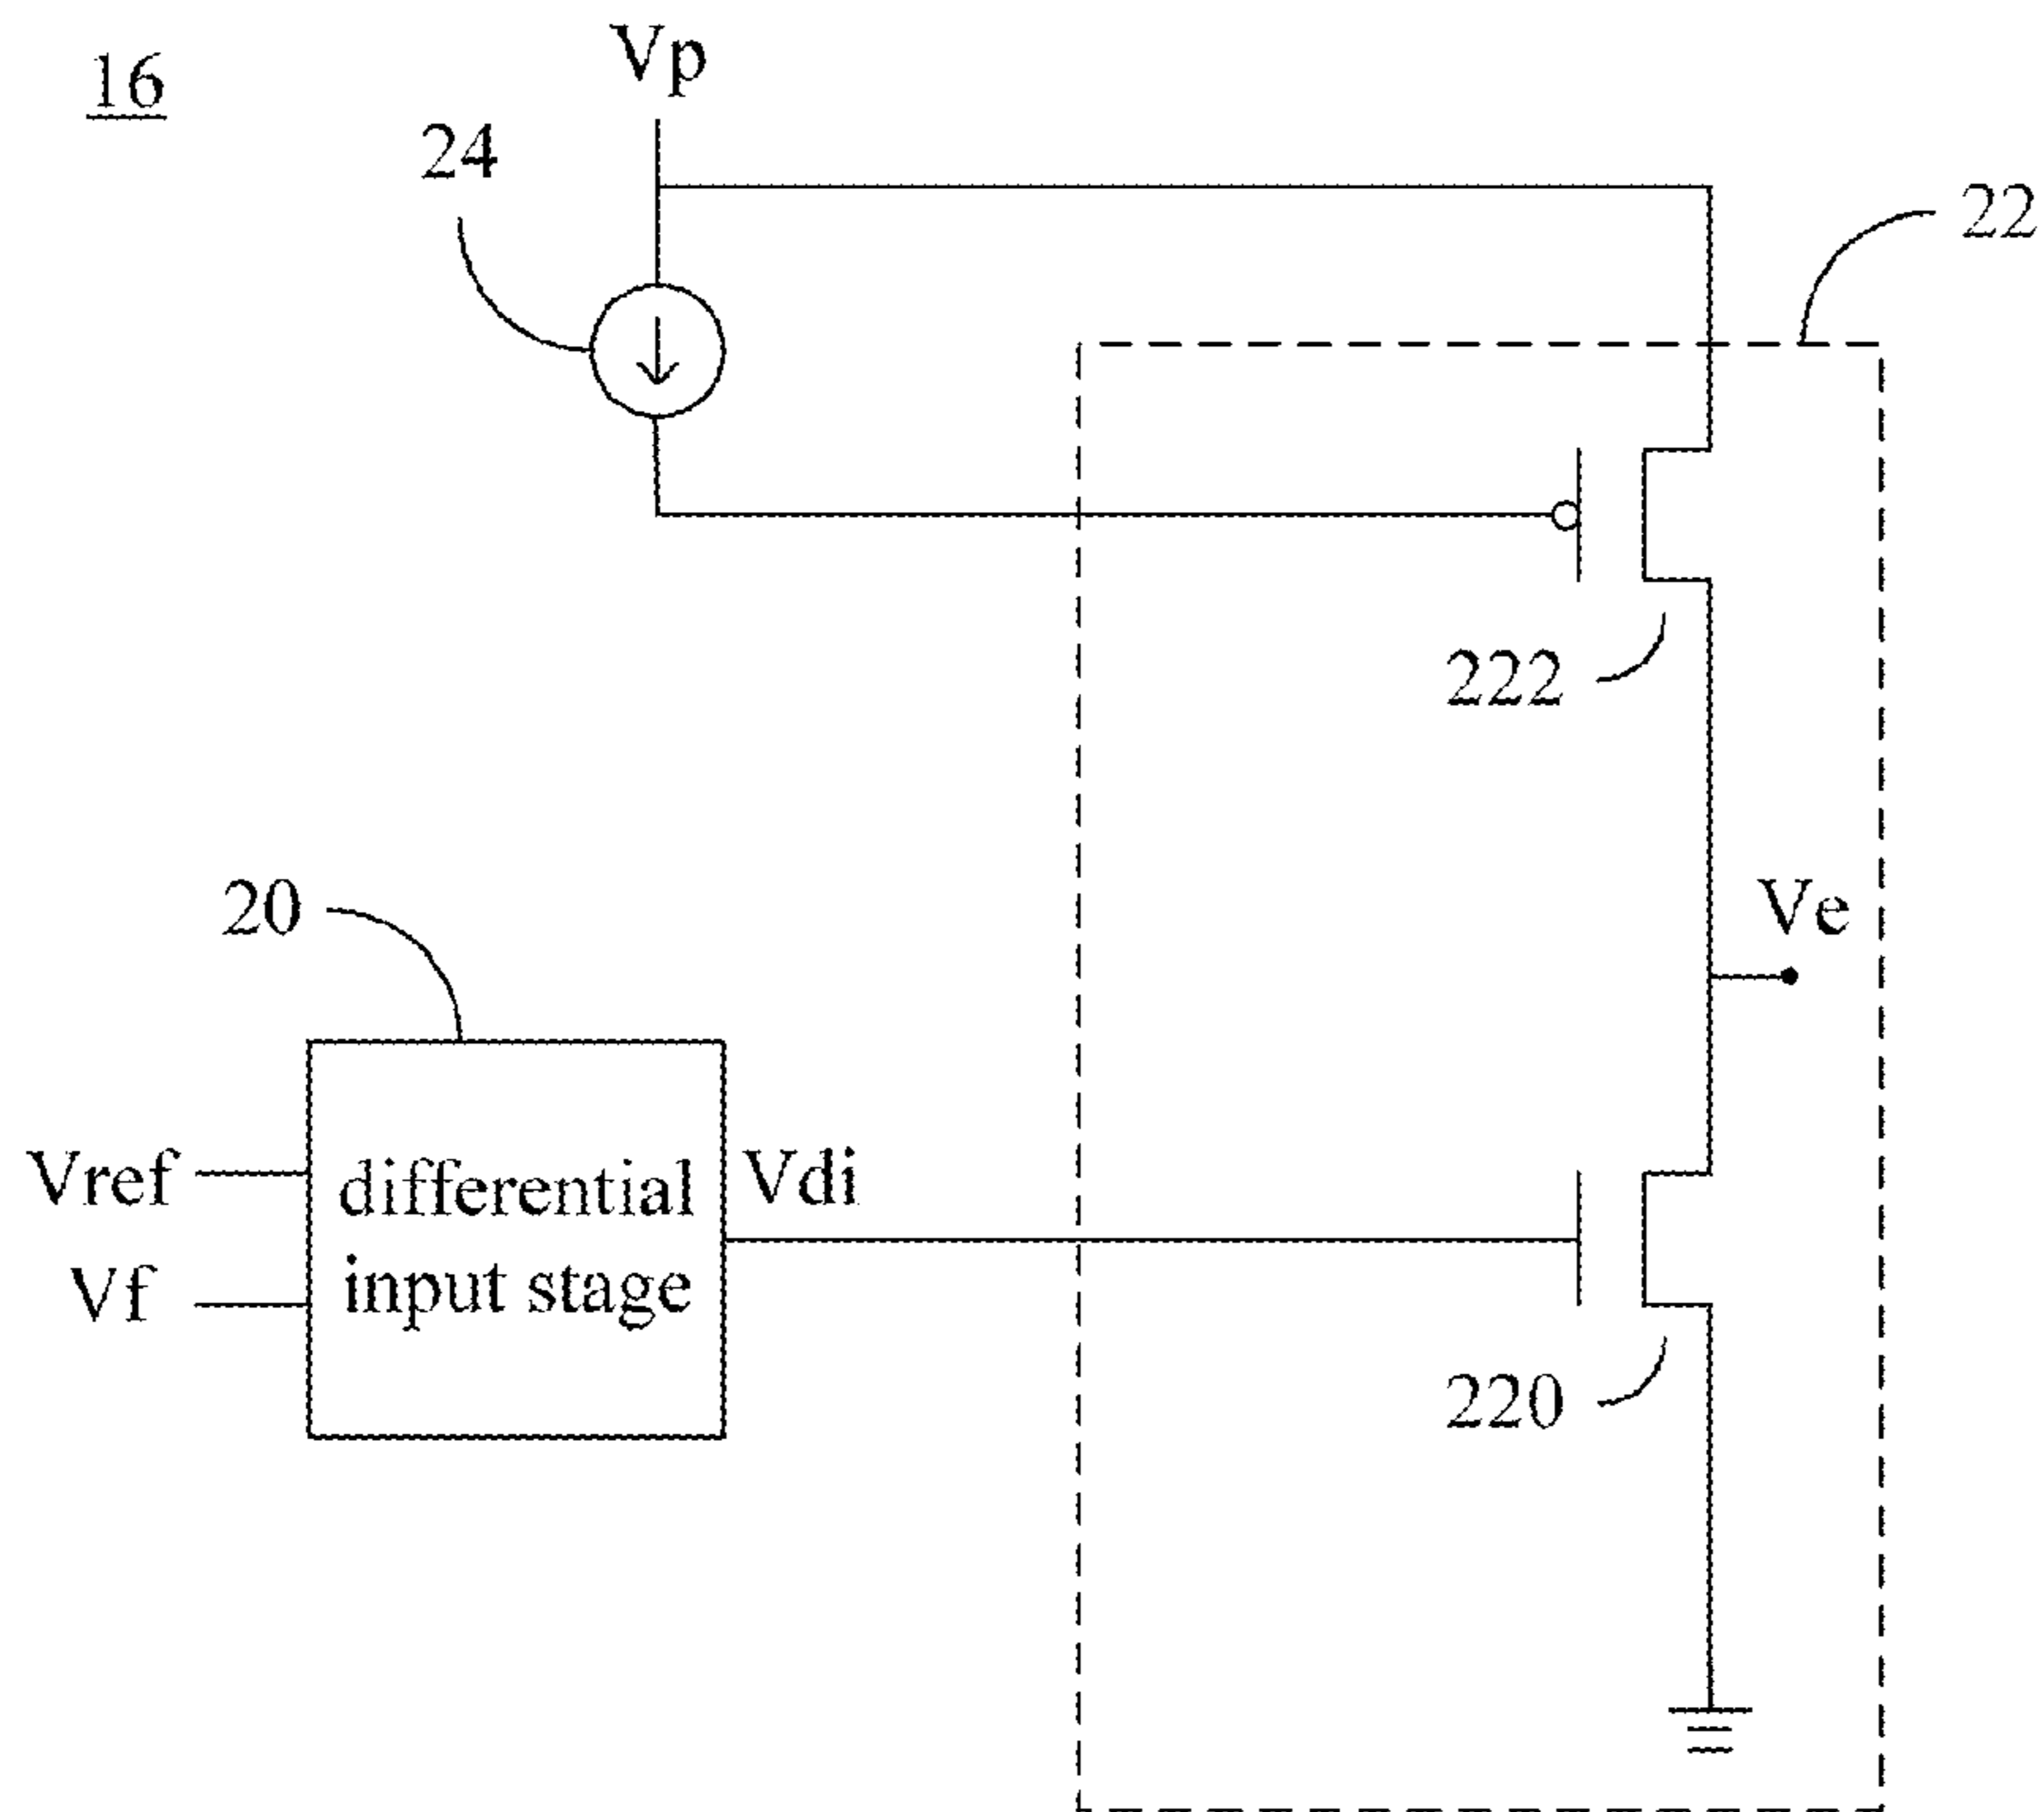 16
Vp
24
22
222
20
Ve
Vref
differential
Vdi
Vf
input stage
220